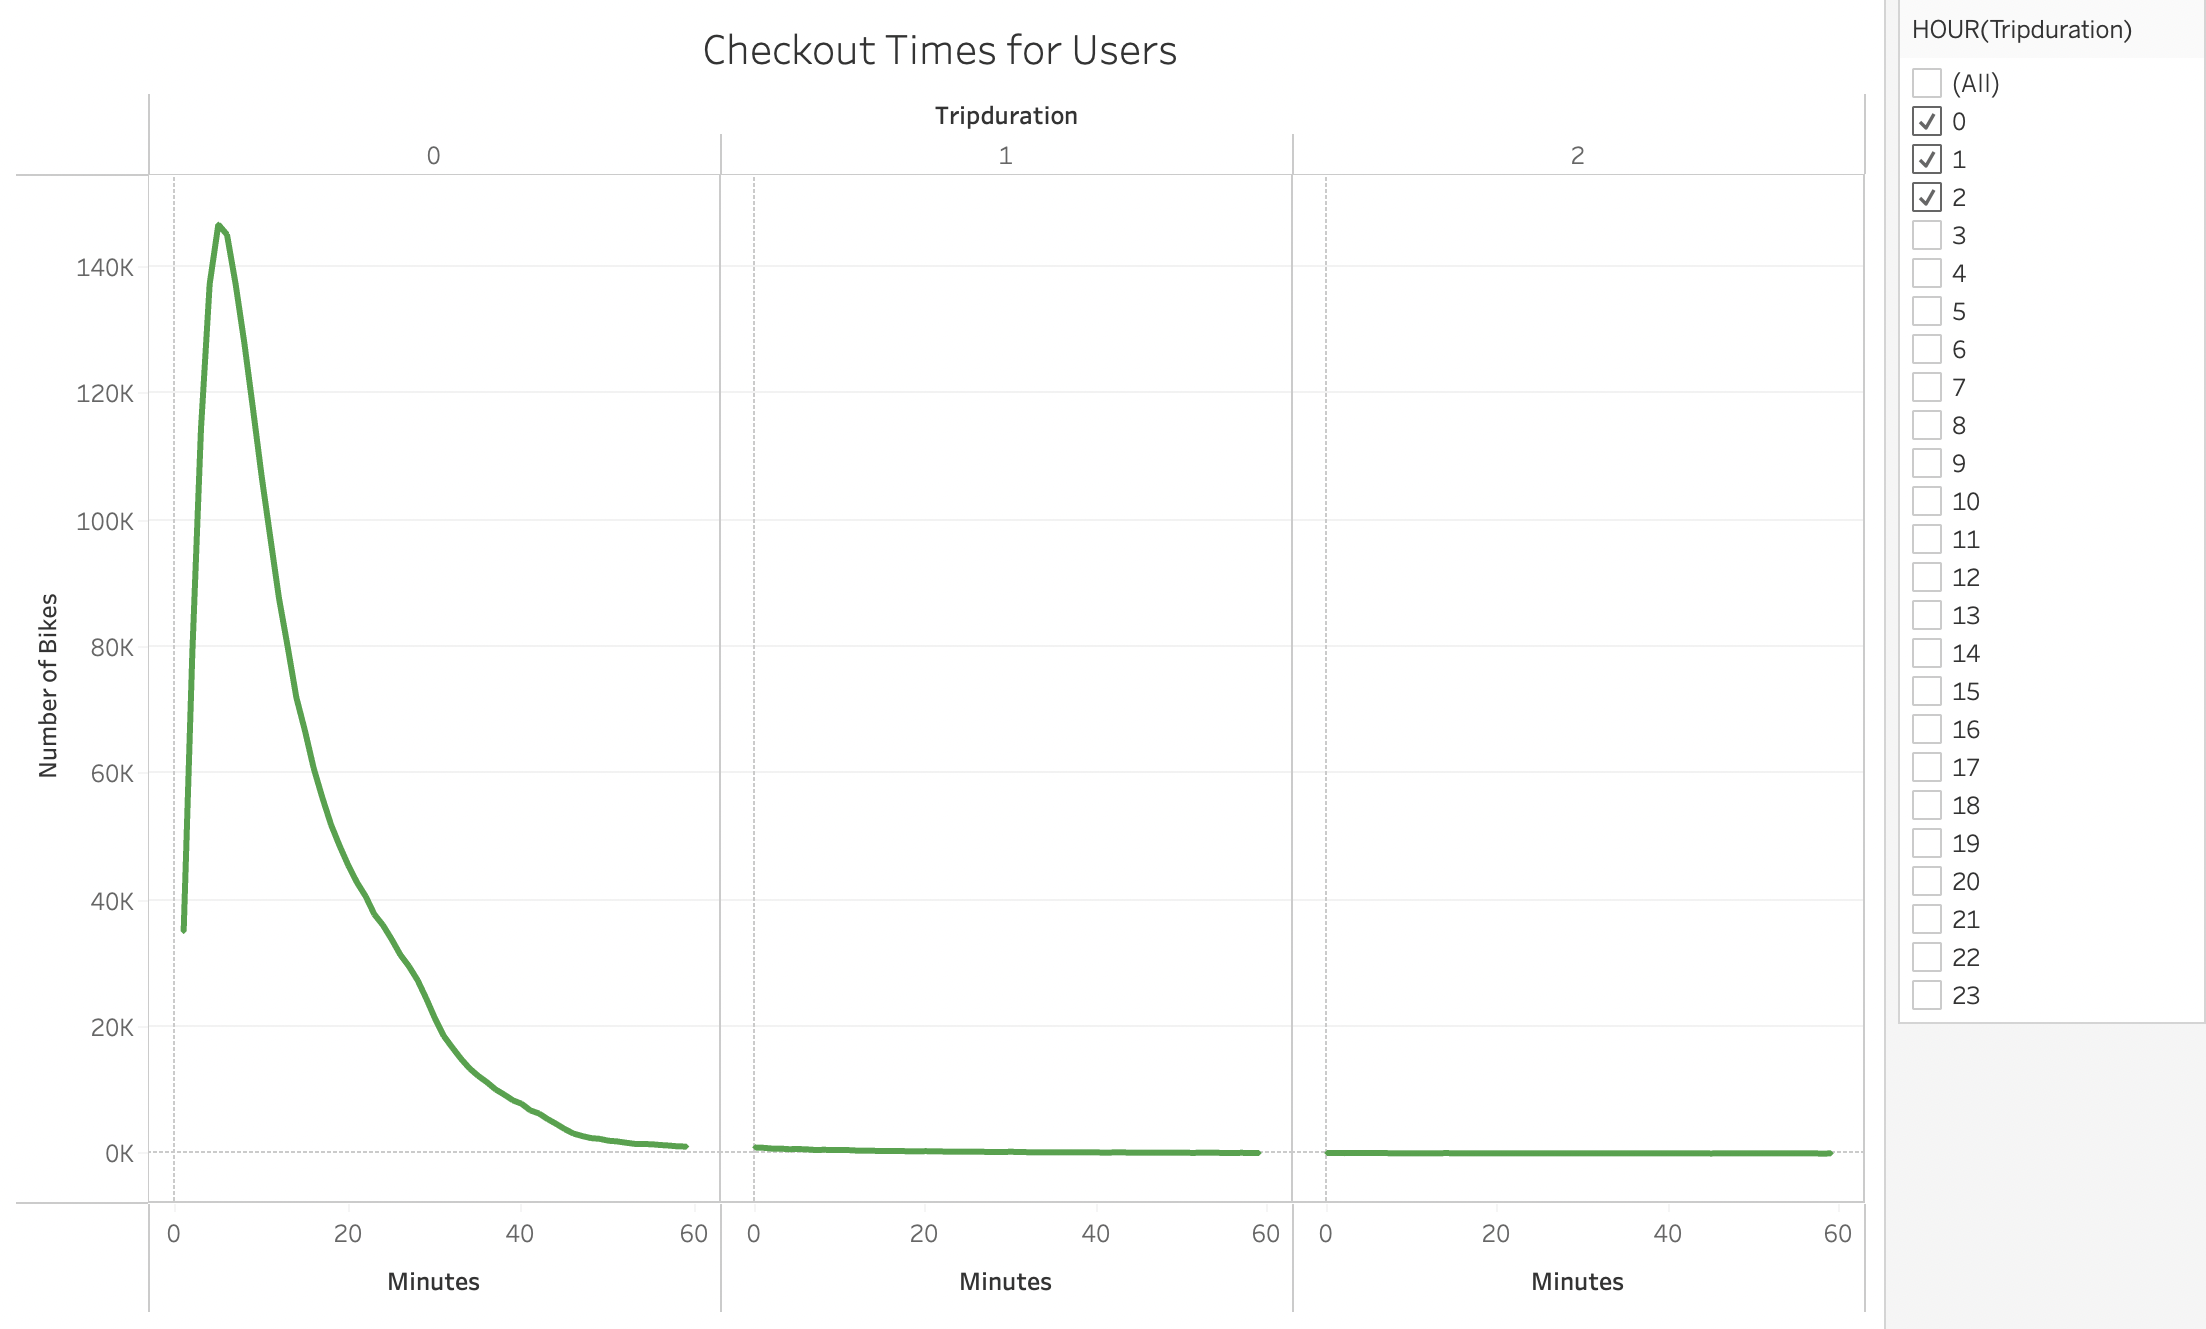 Checkout Times for Users
Tripduration
0 1 2
140K
120K
100K
80K
60K
40K
20K
0K
Number of Bikes
0 20 40 60 0 20 40 60 0 20 40 60
Minutes Minutes Minutes
HOUR(Tripduration)
(All)
0
1
2
3
4
5
6
7
8
9
10
11
12
13
14
15
16
17
18
19
20
21
22
23